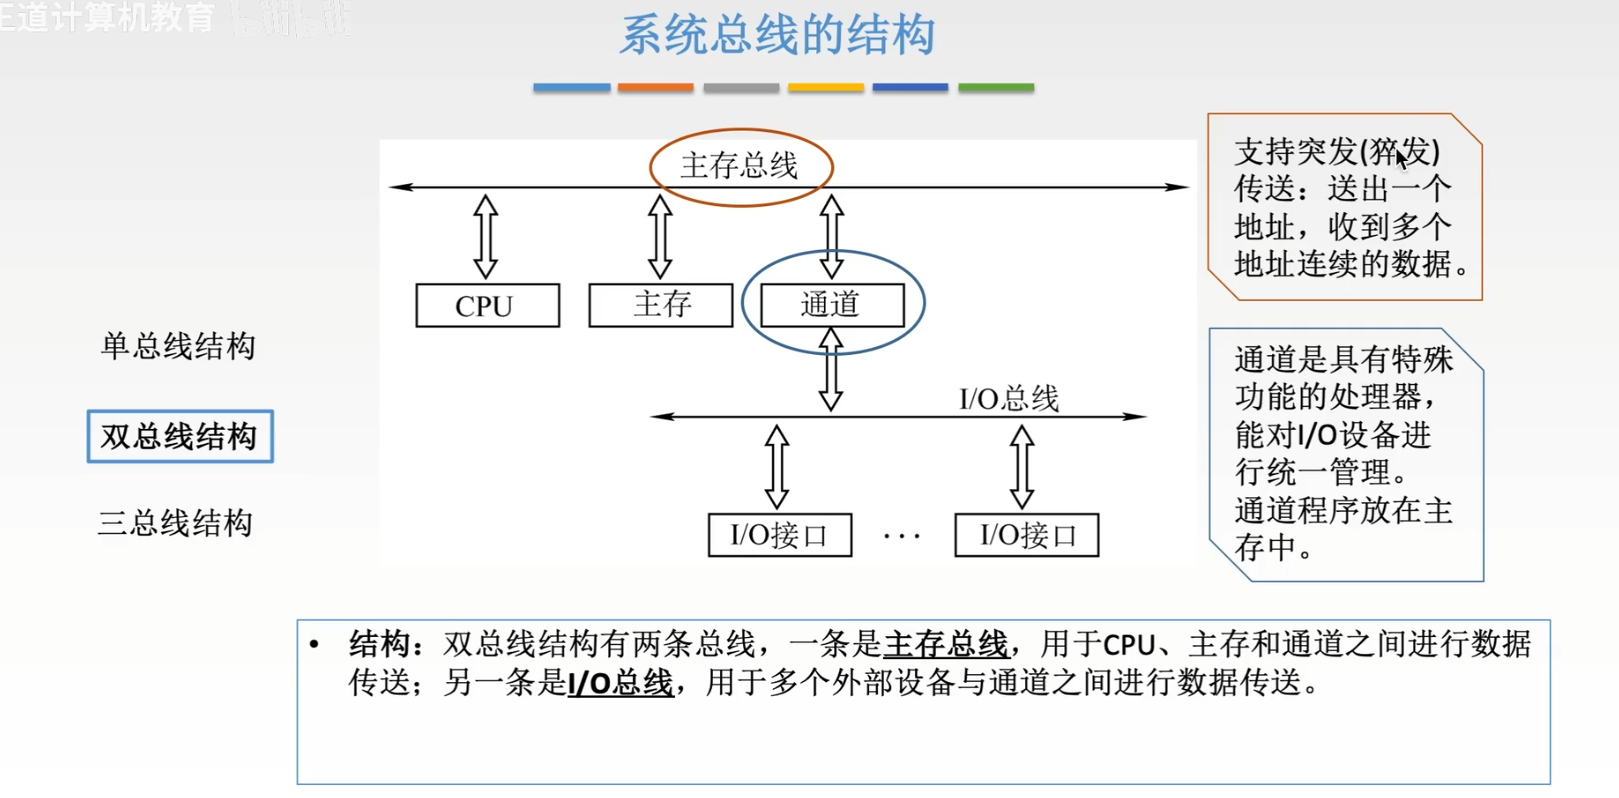 王道计算机教育 bilibili
系统总线的结构
主存总线
CPU
主存
通道
I/O总线
I/O接口
...
I/O接口
单总线结构
双总线结构
三总线结构
支持突发(猝发)
传送：送出一个
地址，收到多个
地址连续的数据。
通道是具有特殊
功能的处理器，
能对I/O设备进
行统一管理。
通道程序放在主
存中。
• 结构：双总线结构有两条总线，一条是主存总线，用于CPU、主存和通道之间进行数据
传送；另一条是I/O总线，用于多个外部设备与通道之间进行数据传送。